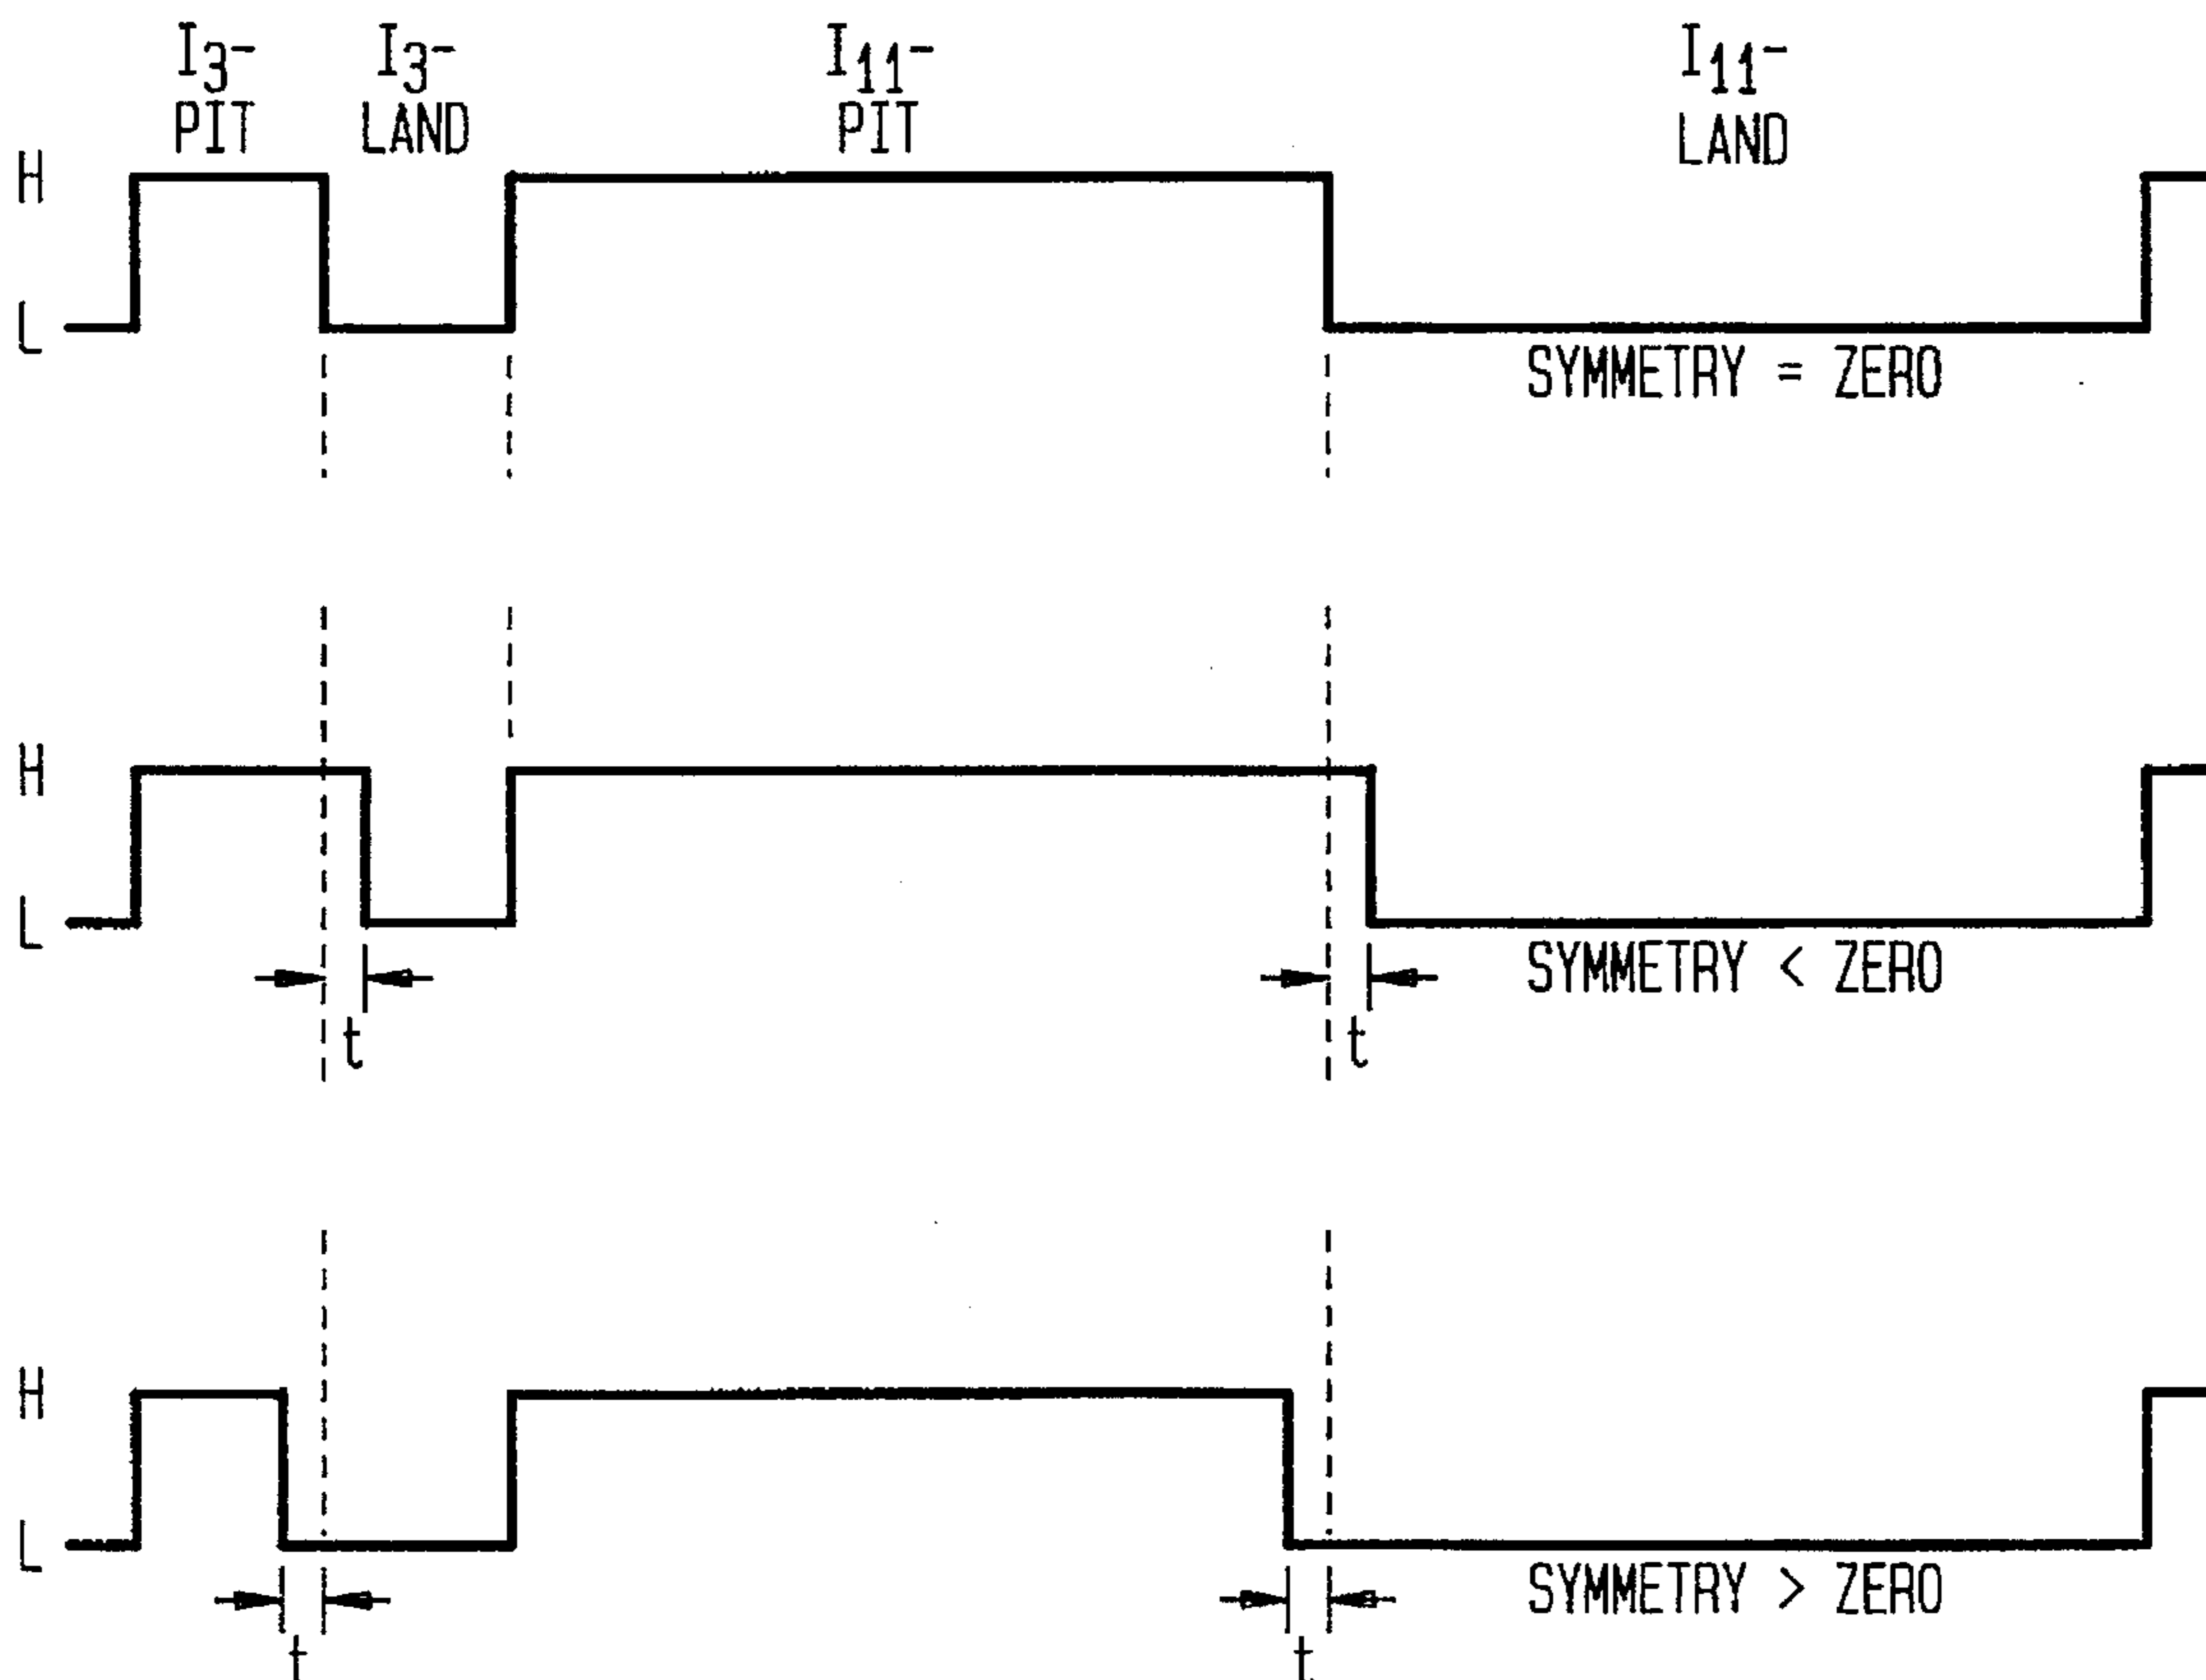 I3- I3- I11- I11-
PIT LAND PIT LAND
H
L
SYMMETRY = ZERO
H
L
SYMMETRY < ZERO
t t
H
L
SYMMETRY > ZERO
t t